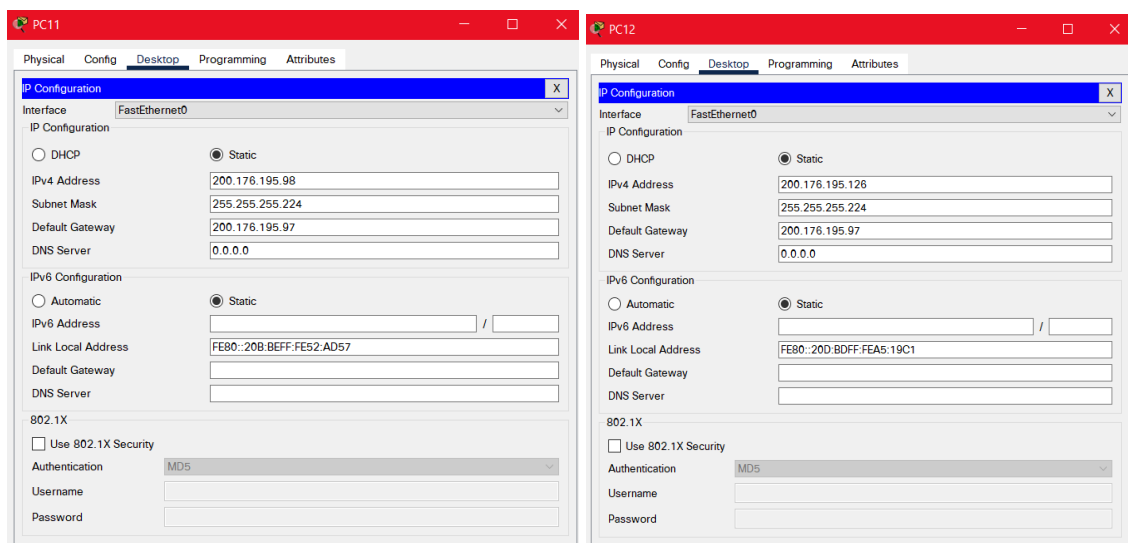 PC11
Physical Config Desktop Programming Attributes
IP Configuration X
Interface FastEthernet0
IP Configuration
DHCP Static
IPv4 Address 200.176.195.98
Subnet Mask 255.255.255.224
Default Gateway 200.176.195.97
DNS Server 0.0.0.0
IPv6 Configuration
Automatic Static
IPv6 Address /
Link Local Address FE80::20B:BEFF:FE52:AD57
Default Gateway
DNS Server
802.1X
Use 802.1X Security
Authentication MD5
Username
Password
PC12
Physical Config Desktop Programming Attributes
IP Configuration X
Interface FastEthernet0
IP Configuration
DHCP Static
IPv4 Address 200.176.195.126
Subnet Mask 255.255.255.224
Default Gateway 200.176.195.97
DNS Server 0.0.0.0
IPv6 Configuration
Automatic Static
IPv6 Address /
Link Local Address FE80::20D:BDFF:FEA5:19C1
Default Gateway
DNS Server
802.1X
Use 802.1X Security
Authentication MD5
Username
Password